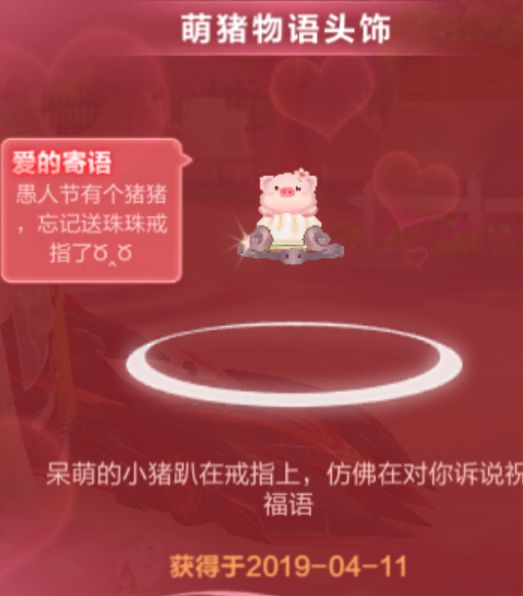 萌猪物语头饰
爱的寄语
愚人节有个猪猪
，忘记送珠珠戒
指了ŏ‸ŏ
呆萌的小猪趴在戒指上，仿佛在对你诉说祝
福语
获得于2019-04-11